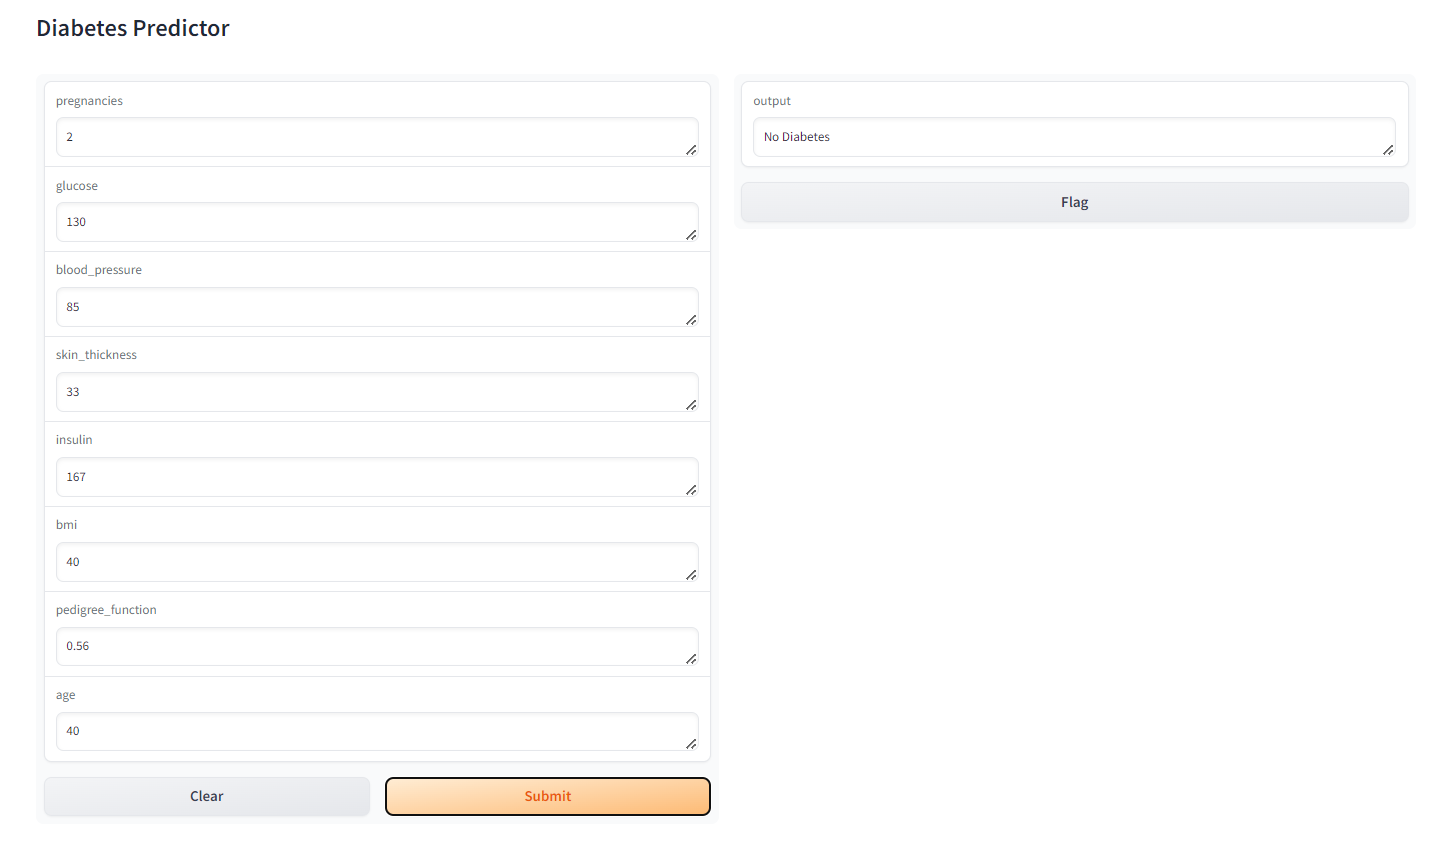 Diabetes Predictor
pregnancies
2
glucose
130
blood_pressure
85
skin_thickness
33
insulin
167
bmi
40
pedigree_function
0.56
age
40
Clear
Submit
output
No Diabetes
Flag